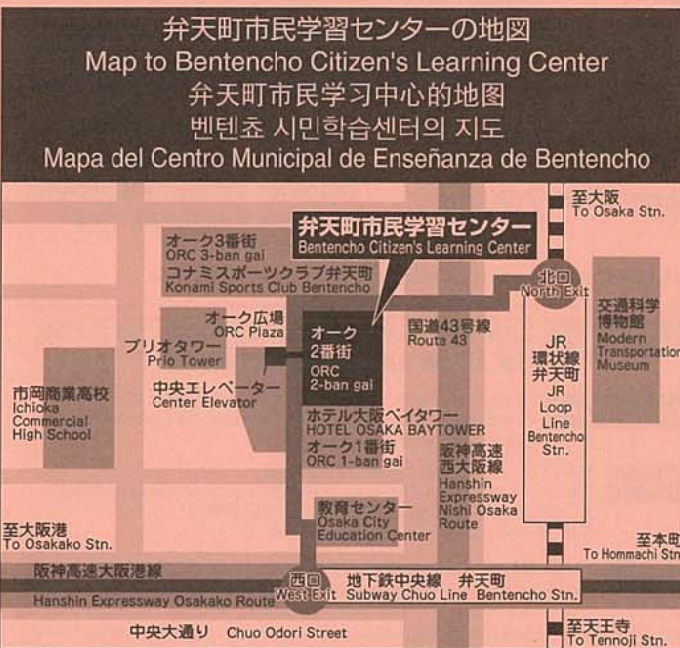 弁天町市民学習センターの地図
Map to Bentencho Citizen's Learning Center
弁天町市民学习中心的地图
벤텐쵸 시민학습센터의 지도
Mapa del Centro Municipal de Enseñanza de Bentencho
至大阪
To Osaka Stn.
弁天町市民学習センター
Bentencho Citizen's Learning Center
オーク3番街
ORC 3-ban gai
コナミスポーツクラブ弁天町
Konami Sports Club Bentencho
北口
North Exit
オーク広場
ORC Plaza
オーク
2番街
ORC
2-ban gai
国道43号線
Route 43
交通科学
博物館
Modern
Transportation
Museum
プリオタワー
Prio Tower
JR
環状線
弁天町
JR
Loop
Line
Bentencho
Stn.
市岡商業高校
Ichioka
Commercial
High School
中央エレベーター
Center Elevator
ホテル大阪ベイタワー
HOTEL OSAKA BAYTOWER
オーク1番街
ORC 1-ban gai
阪神高速
西大阪線
Hanshin
Expressway
Nishi Osaka
Route
教育センター
Osaka City
Education Center
至大阪港
To Osakako Stn.
至本町
To Hommachi Stn.
阪神高速大阪港線
Hanshin Expressway Osakako Route
西口
West Exit
地下鉄中央線 弁天町
Subway Chuo Line Bentencho Stn.
中央大通り Chuo Odori Street
至天王寺
To Tennoji Stn.